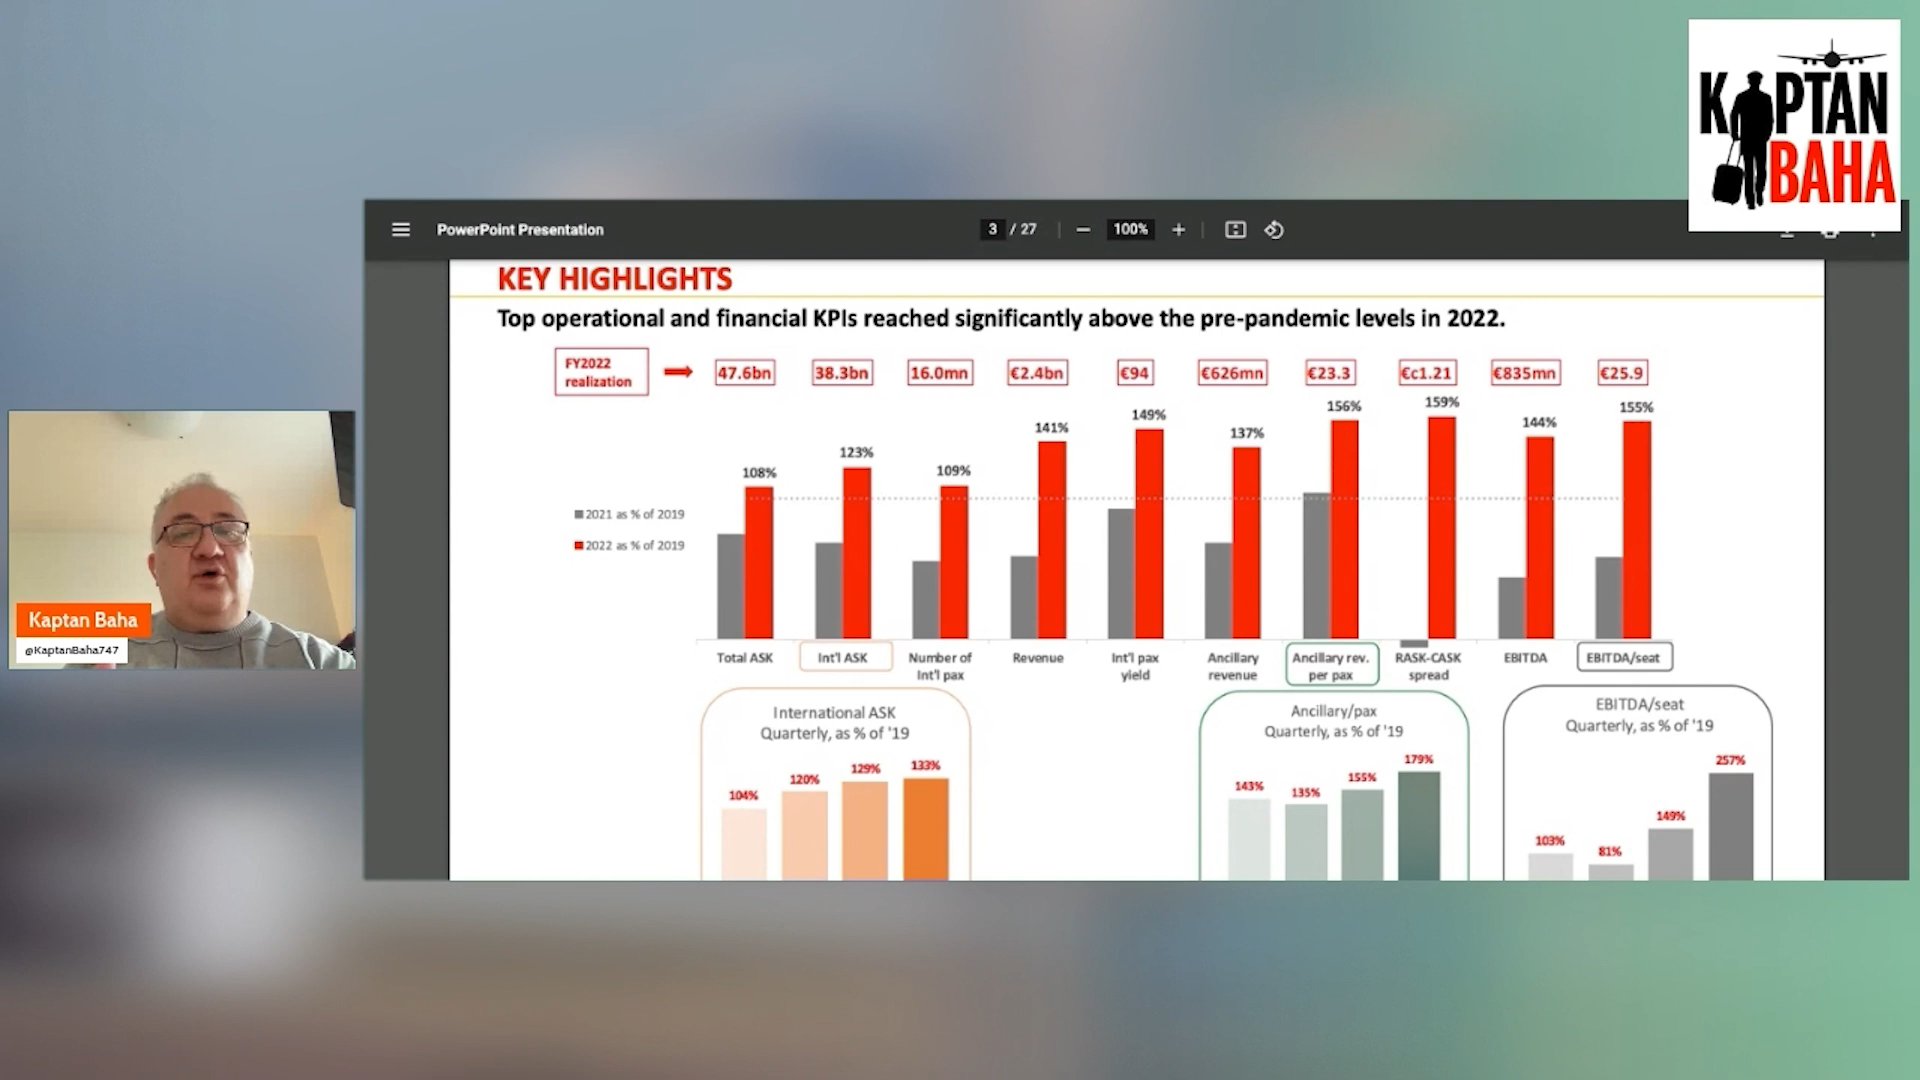 KAPTAN
BAHA
PowerPoint Presentation
3 / 27
100%
KEY HIGHLIGHTS
Top operational and financial KPIs reached significantly above the pre-pandemic levels in 2022.
FY2022
realization
47.6bn
38.3bn
16.0mn
€2.4bn
€94
€626mn
€23.3
€c1.21
€835mn
€25.9
108%
123%
109%
141%
149%
137%
156%
159%
144%
155%
2021 as % of 2019
2022 as % of 2019
Total ASK
Int'l ASK
Number of
Int'l pax
Revenue
Int'l pax
yield
Ancillary
revenue
Ancillary rev.
per pax
RASK-CASK
spread
EBITDA
EBITDA/seat
International ASK
Quarterly, as % of '19
104%
120%
129%
133%
Ancillary/pax
Quarterly, as % of '19
143%
135%
155%
179%
EBITDA/seat
Quarterly, as % of '19
103%
81%
149%
257%
Kaptan Baha
@KaptanBaha747